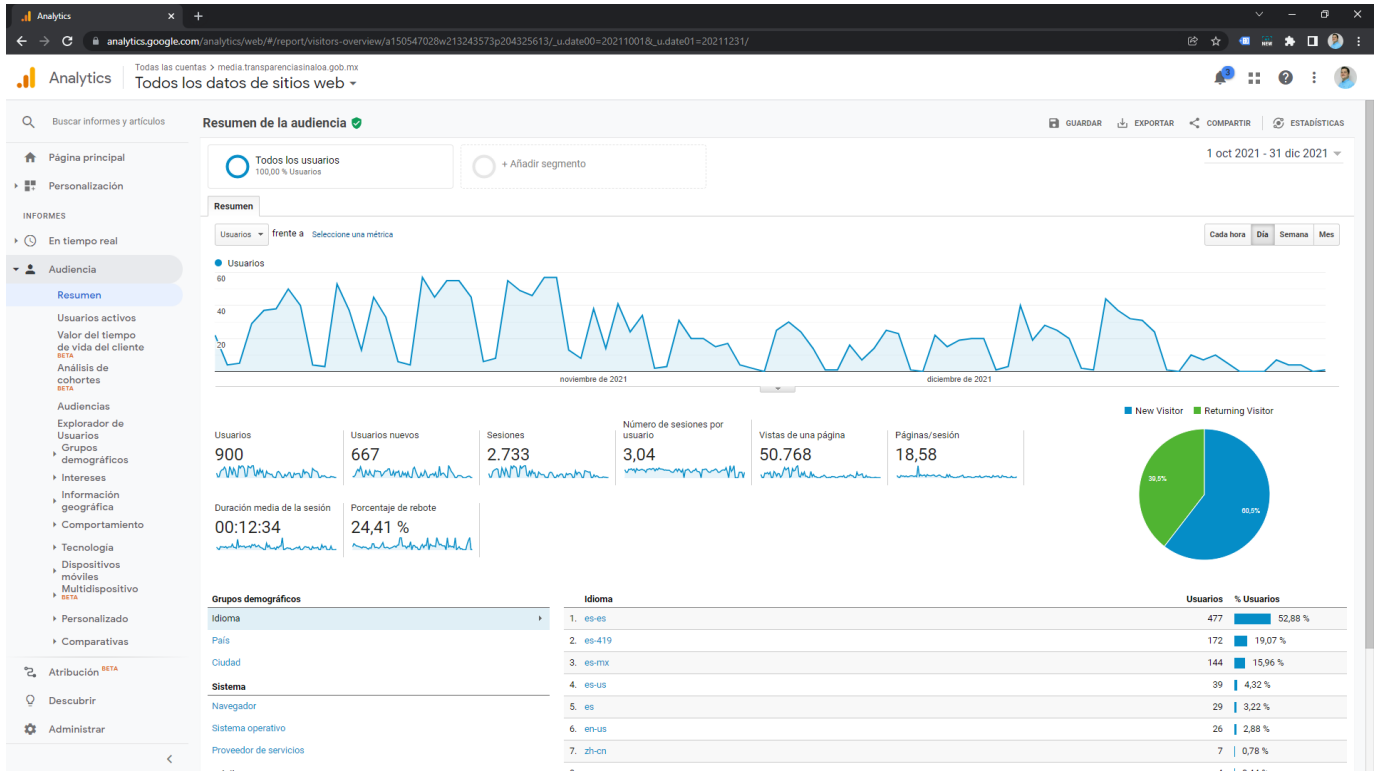 Analytics
analytics.google.com/analytics/web/#/report/visitors-overview/a150547028w213243573p204325613/_u.date00=20211001&_u.date01=20211231/
NEW
Analytics
Todas las cuentas > media.transparenciasinaloa.gob.mx
Todos los datos de sitios web
3
Buscar informes y artículos
Página principal
Personalización
INFORMES
En tiempo real
Audiencia
Resumen
Usuarios activos
Valor del tiempo
de vida del cliente
BETA
Análisis de
cohortes
BETA
Audiencias
Explorador de
Usuarios
Grupos
demográficos
Intereses
Información
geográfica
Comportamiento
Tecnología
Dispositivos
móviles
Multidispositivo
BETA
Personalizado
Comparativas
Atribución BETA
Descubrir
Administrar
Resumen de la audiencia
GUARDAR EXPORTAR COMPARTIR ESTADÍSTICAS
Todos los usuarios
100,00 % Usuarios
+ Añadir segmento
1 oct 2021 - 31 dic 2021
Resumen
Usuarios frente a Seleccione una métrica
Cada hora Día Semana Mes
Usuarios
60
40
20
noviembre de 2021 diciembre de 2021
New Visitor Returning Visitor
39,5%
60,5%
Usuarios
900
Usuarios nuevos
667
Sesiones
2.733
Número de sesiones por
usuario
3,04
Vistas de una página
50.768
Páginas/sesión
18,58
Duración media de la sesión
00:12:34
Porcentaje de rebote
24,41 %
Grupos demográficos
Idioma
País
Ciudad
Sistema
Navegador
Sistema operativo
Proveedor de servicios
Idioma Usuarios % Usuarios
1. es-es 477 52,88 %
2. es-419 172 19,07 %
3. es-mx 144 15,96 %
4. es-us 39 4,32 %
5. es 29 3,22 %
6. en-us 26 2,88 %
7. zh-cn 7 0,78 %